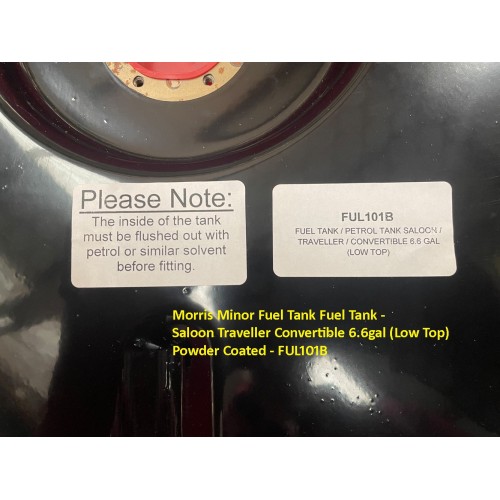 Please Note:
The inside of the tank
must be flushed out with
petrol or similar solvent
before fitting.
FUL101B
FUEL TANK / PETROL TANK SALOON /
TRAVELLER / CONVERTIBLE 6.6 GAL
(LOW TOP)
Morris Minor Fuel Tank Fuel Tank -
Saloon Traveller Convertible 6.6gal (Low Top)
Powder Coated - FUL101B